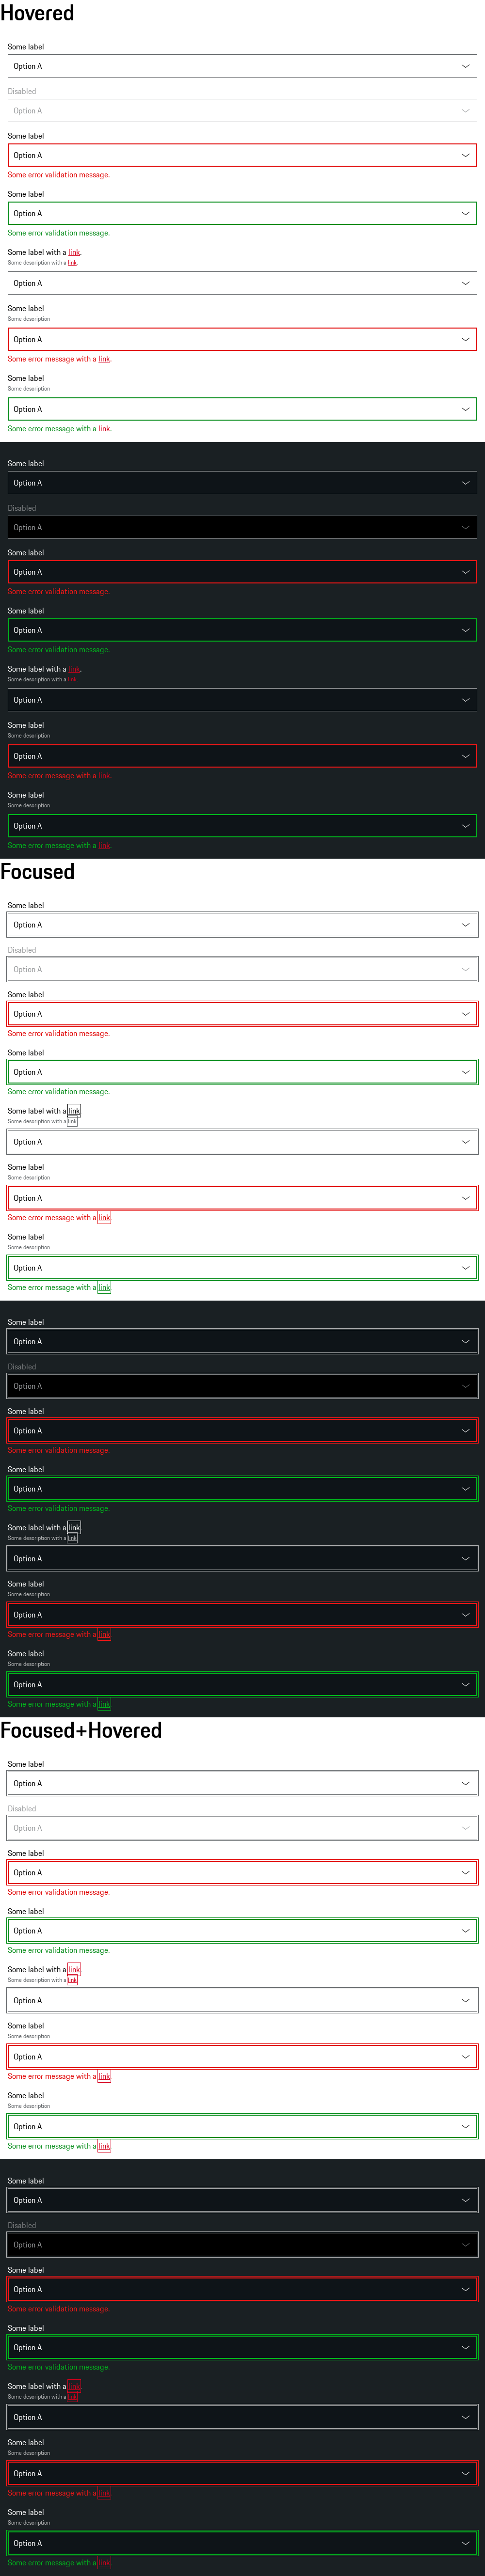 Hovered
Some label
Option A
Disabled
Option A
Some label
Option A
Some error validation message.
Some label
Option A
Some error validation message.
Some label with a link.
Some description with a link.
Option A
Some label
Some description
Option A
Some error message with a link.
Some label
Some description
Option A
Some error message with a link.
Some label
Option A
Disabled
Option A
Some label
Option A
Some error validation message.
Some label
Option A
Some error validation message.
Some label with a link.
Some description with a link.
Option A
Some label
Some description
Option A
Some error message with a link.
Some label
Some description
Option A
Some error message with a link.
Focused
Some label
Option A
Disabled
Option A
Some label
Option A
Some error validation message.
Some label
Option A
Some error validation message.
Some label with a link.
Some description with a link.
Option A
Some label
Some description
Option A
Some error message with a link.
Some label
Some description
Option A
Some error message with a link.
Some label
Option A
Disabled
Option A
Some label
Option A
Some error validation message.
Some label
Option A
Some error validation message.
Some label with a link.
Some description with a link.
Option A
Some label
Some description
Option A
Some error message with a link.
Some label
Some description
Option A
Some error message with a link.
Focused+Hovered
Some label
Option A
Disabled
Option A
Some label
Option A
Some error validation message.
Some label
Option A
Some error validation message.
Some label with a link.
Some description with a link.
Option A
Some label
Some description
Option A
Some error message with a link.
Some label
Some description
Option A
Some error message with a link.
Some label
Option A
Disabled
Option A
Some label
Option A
Some error validation message.
Some label
Option A
Some error validation message.
Some label with a link.
Some description with a link.
Option A
Some label
Some description
Option A
Some error message with a link.
Some label
Some description
Option A
Some error message with a link.